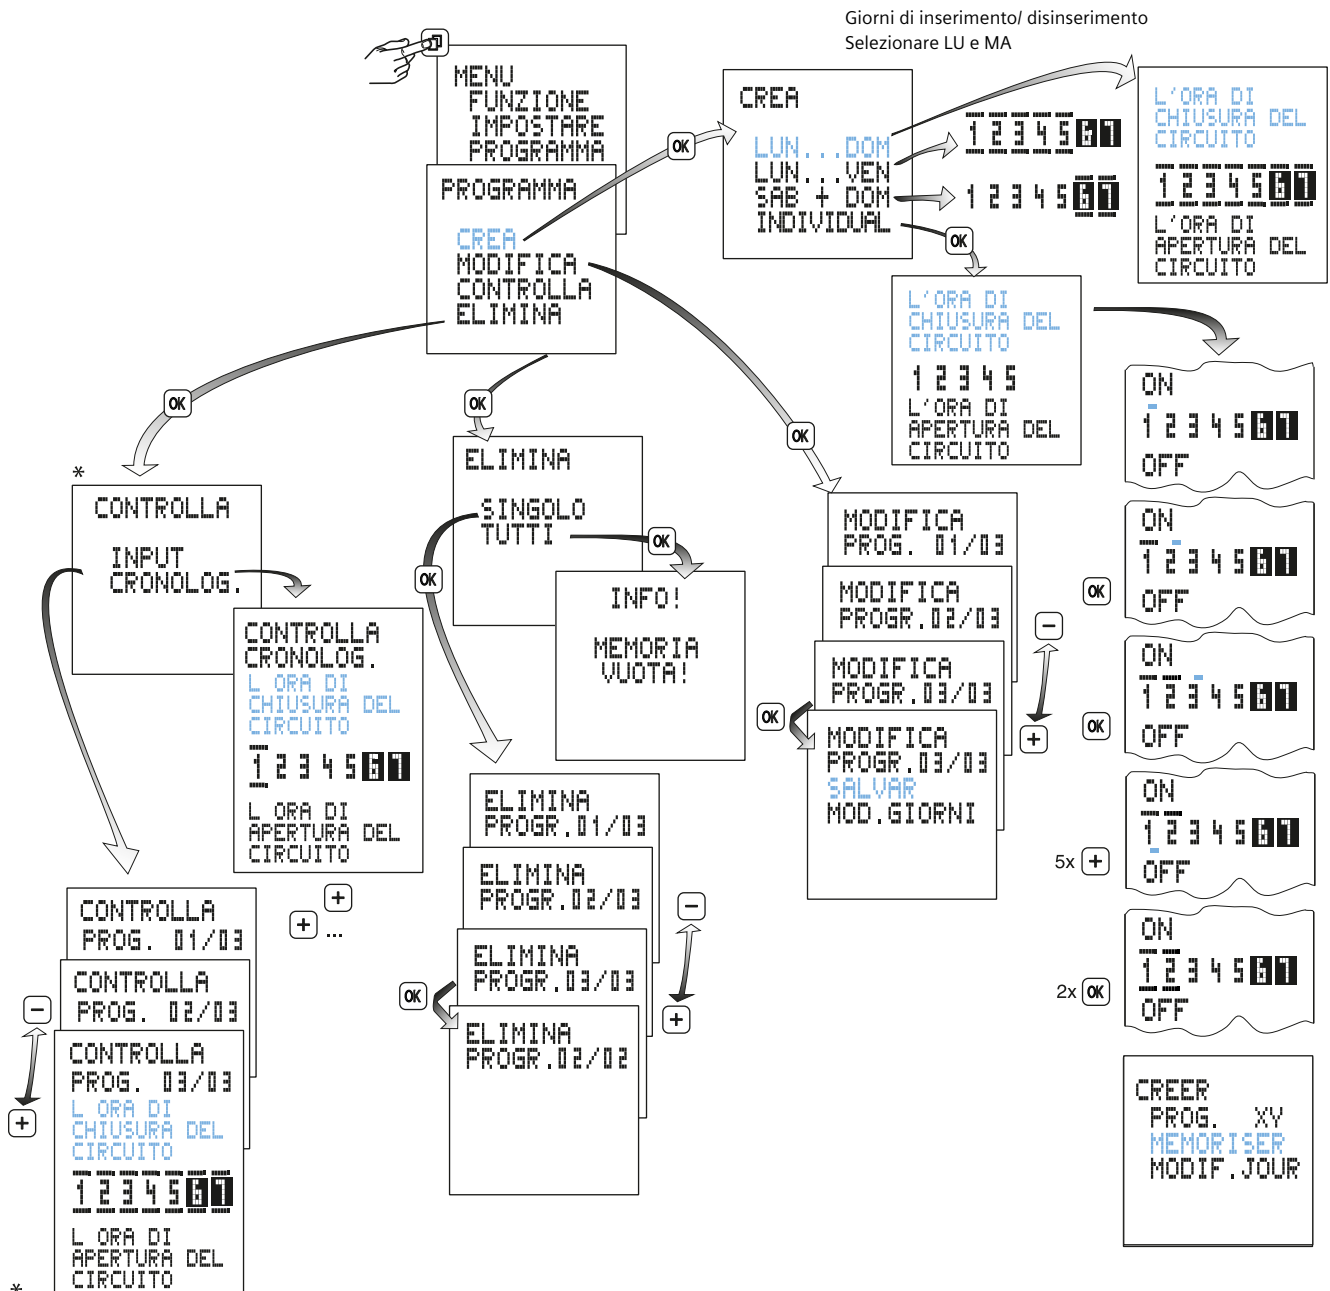 Giorni di inserimento/ disinserimento
Selezionare LU e MA
MENU
FUNZIONE
IMPOSTARE
PROGRAMMA
PROGRAMMA
CREA
MODIFICA
CONTROLLA
ELIMINA
OK
CREA
LUN...DOM
LUN...VEN
SAB + DOM
INDIVIDUAL
1 2 3 4 5 6 7
1 2 3 4 5 6 7
L'ORA DI
CHIUSURA DEL
CIRCUITO
1 2 3 4 5 6 7
L'ORA DI
APERTURA DEL
CIRCUITO
OK
L'ORA DI
CHIUSURA DEL
CIRCUITO
1 2 3 4 5
L'ORA DI
APERTURA DEL
CIRCUITO
ON
1 2 3 4 5 6 7
OFF
OK
ON
1 2 3 4 5 6 7
OFF
OK
ON
1 2 3 4 5 6 7
OFF
5x +
ON
1 2 3 4 5 6 7
OFF
2x OK
ON
1 2 3 4 5 6 7
OFF
CREER
PROG. XY
MEMORISER
MODIF.JOUR
OK
MODIFICA
PROG. 01/03
MODIFICA
PROGR.02/03
MODIFICA
PROGR.03/03
OK
MODIFICA
PROGR.03/03
SALVAR
MOD.GIORNI
−
+
OK
ELIMINA
SINGOLO
TUTTI
OK
INFO!
MEMORIA
VUOTA!
OK
ELIMINA
PROGR.01/03
ELIMINA
PROGR.02/03
ELIMINA
PROGR.03/03
OK
ELIMINA
PROGR.02/02
−
+
OK
*
CONTROLLA
INPUT
CRONOLOG.
CONTROLLA
CRONOLOG.
L ORA DI
CHIUSURA DEL
CIRCUITO
1 2 3 4 5 6 7
L ORA DI
APERTURA DEL
CIRCUITO
+
+ ...
CONTROLLA
PROG. 01/03
CONTROLLA
PROG. 02/03
CONTROLLA
PROG. 03/03
L ORA DI
CHIUSURA DEL
CIRCUITO
1 2 3 4 5 6 7
L ORA DI
APERTURA DEL
CIRCUITO
−
+
*